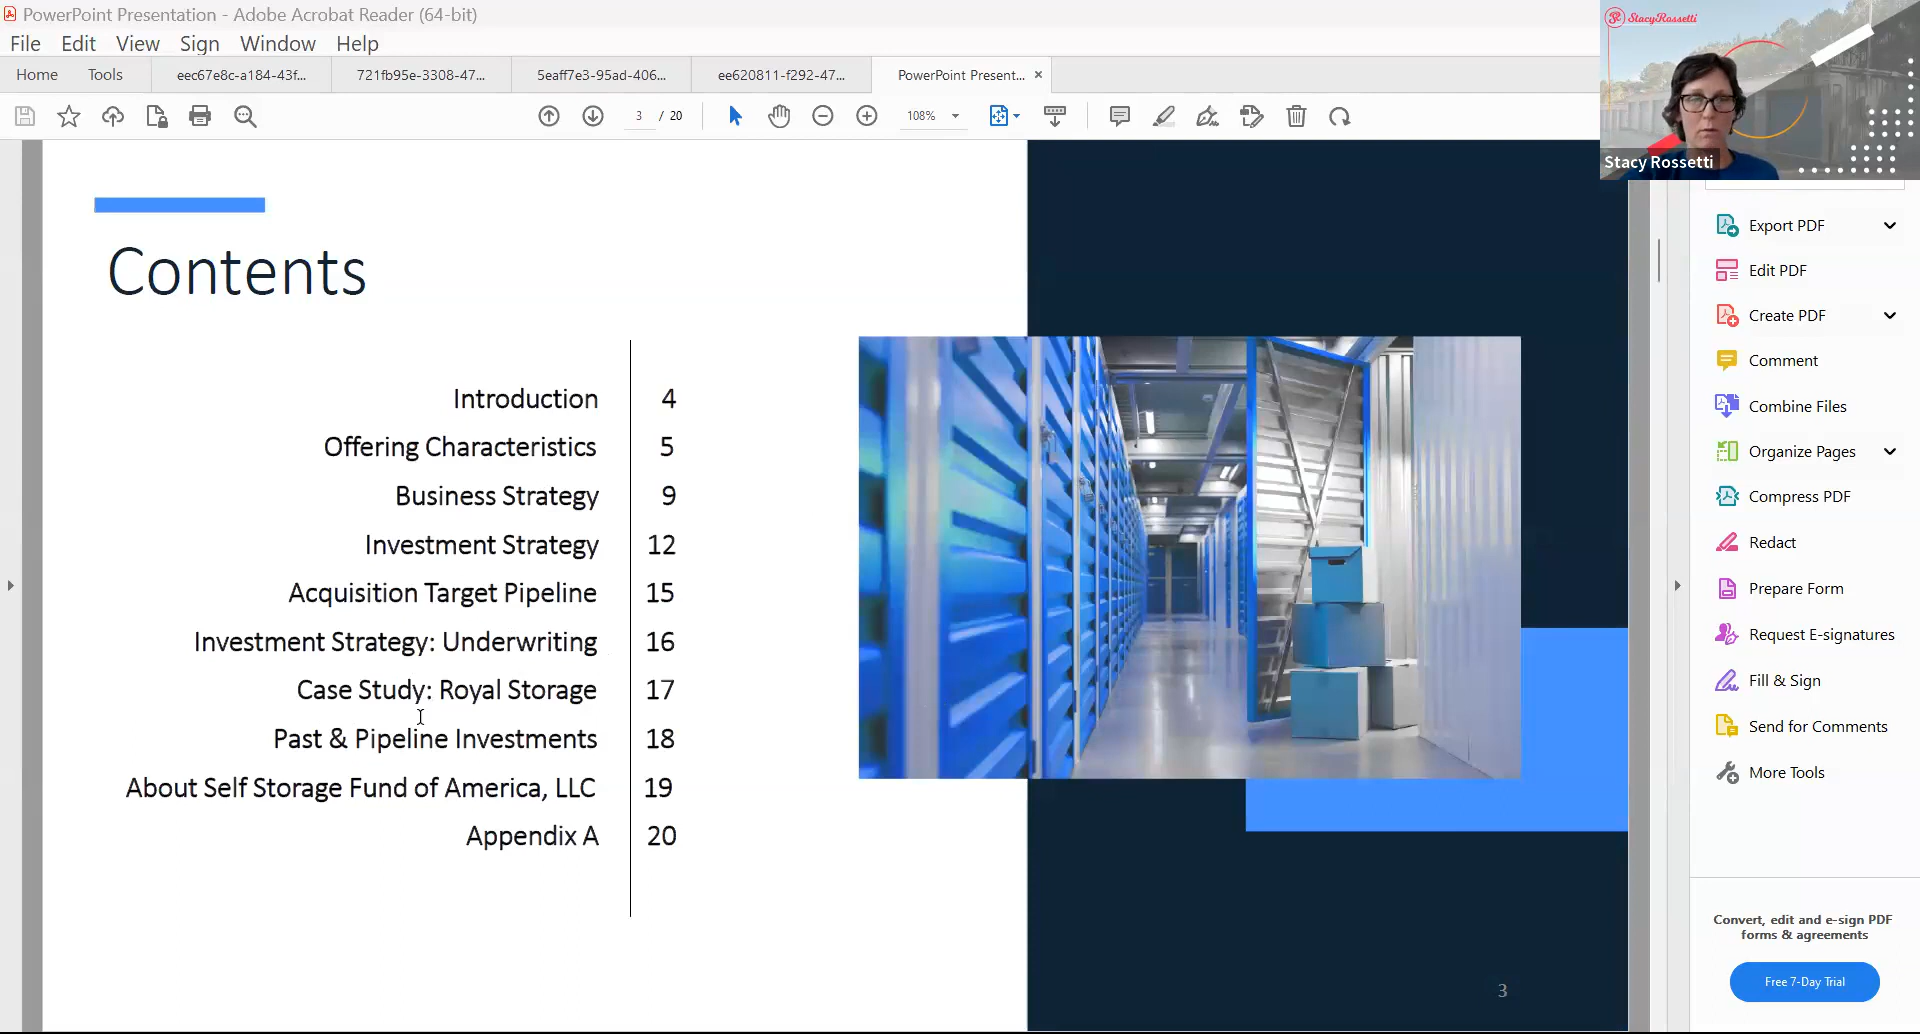 PowerPoint Presentation - Adobe Acrobat Reader (64-bit)
File Edit View Sign Window Help
Home Tools eec67e8c-a184-43f... 721fb95e-3308-47... 5eaff7e3-95ad-406... ee620811-f292-47... PowerPoint Present... ×
3 / 20 108%
StacyRossetti
Stacy Rossetti
Contents
Introduction 4
Offering Characteristics 5
Business Strategy 9
Investment Strategy 12
Acquisition Target Pipeline 15
Investment Strategy: Underwriting 16
Case Study: Royal Storage 17
Past & Pipeline Investments 18
About Self Storage Fund of America, LLC 19
Appendix A 20
3
Export PDF
Edit PDF
Create PDF
Comment
Combine Files
Organize Pages
Compress PDF
Redact
Prepare Form
Request E-signatures
Fill & Sign
Send for Comments
More Tools
Convert, edit and e-sign PDF
forms & agreements
Free 7-Day Trial